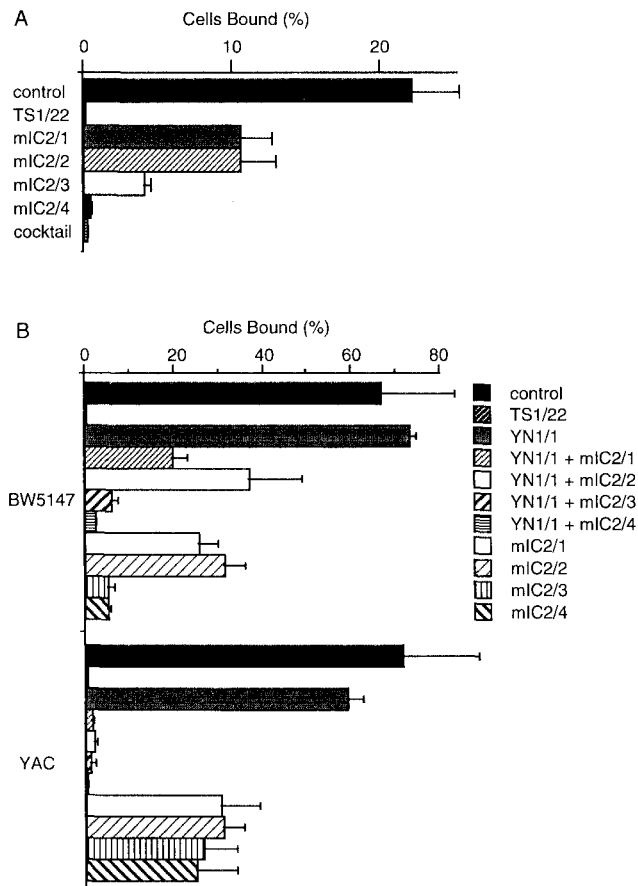 A
Cells Bound (%)
0 10 20
control
TS1/22
mIC2/1
mIC2/2
mIC2/3
mIC2/4
cocktail
B
Cells Bound (%)
0 20 40 60 80
BW5147
YAC
control
TS1/22
YN1/1
YN1/1 + mIC2/1
YN1/1 + mIC2/2
YN1/1 + mIC2/3
YN1/1 + mIC2/4
mIC2/1
mIC2/2
mIC2/3
mIC2/4